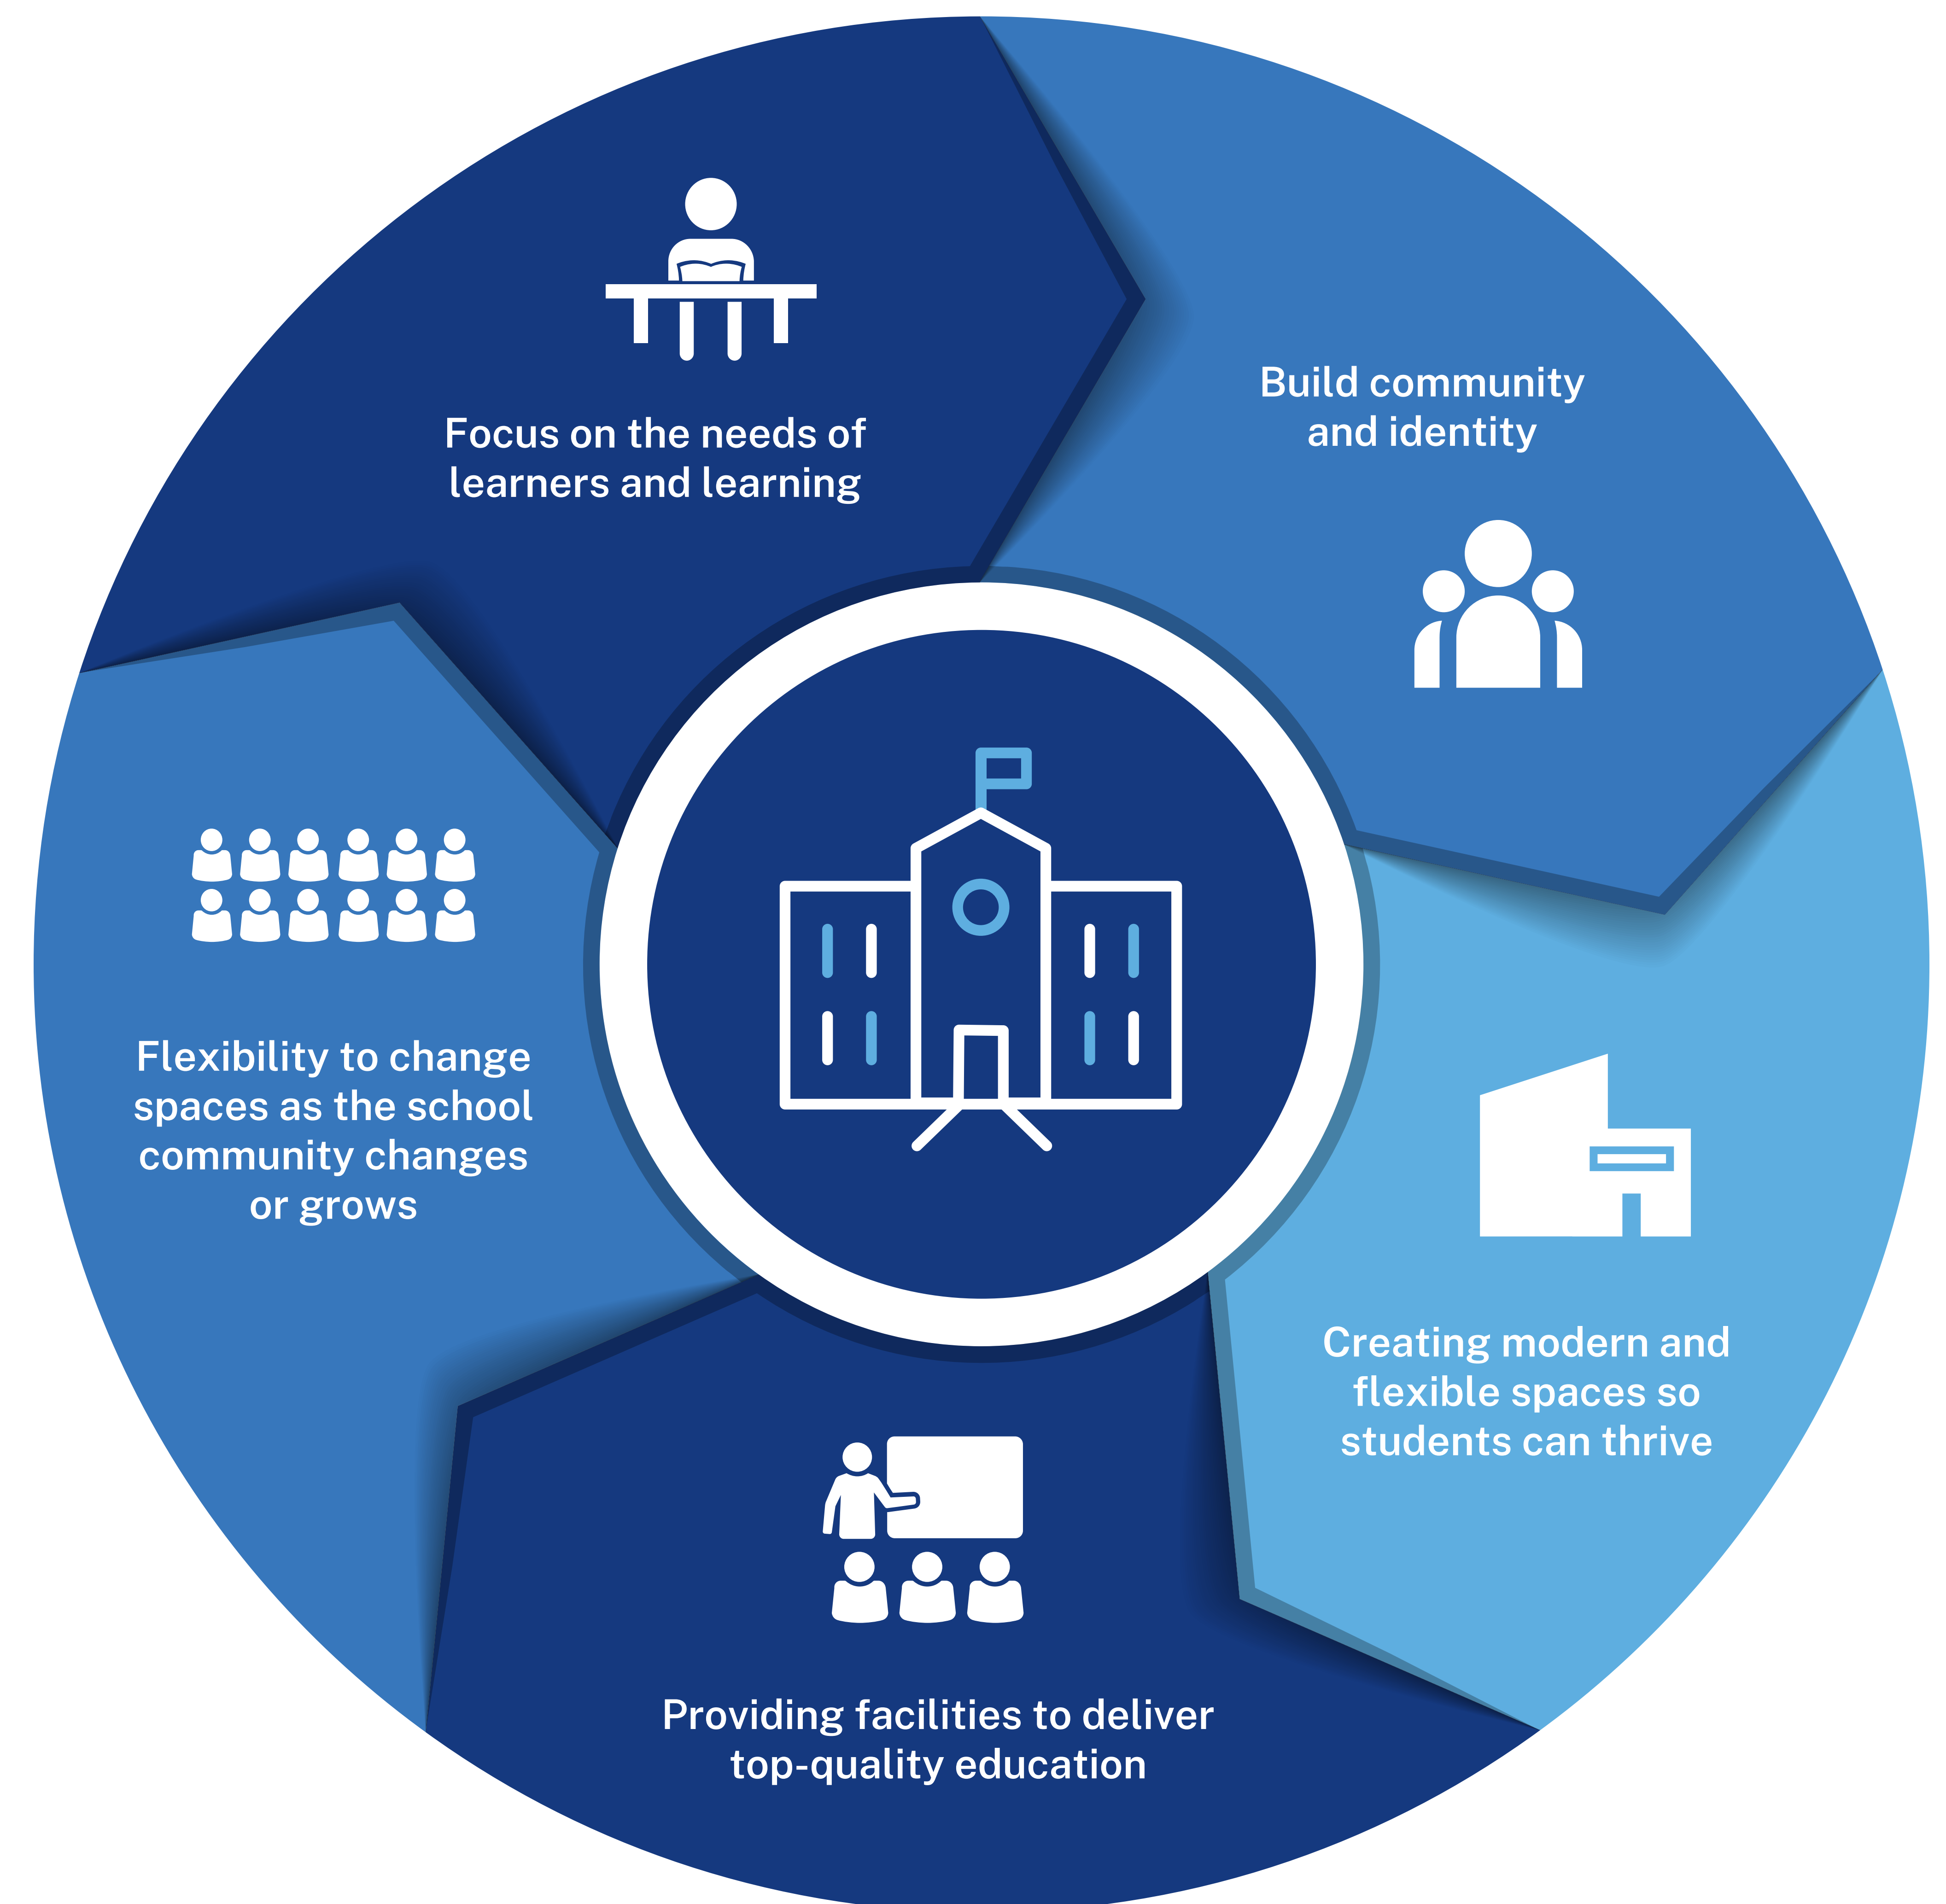 Focus on the needs of
learners and learning
Build community
and identity
Creating modern and
flexible spaces so
students can thrive
Providing facilities to deliver
top-quality education
Flexibility to change
spaces as the school
community changes
or grows